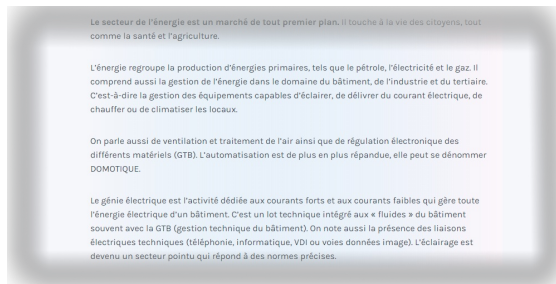 Le secteur de l'énergie est un marché de tout premier plan. Il touche à la vie des citoyens, tout
comme la santé et l'agriculture.
L'énergie regroupe la production d'énergies primaires, tels que le pétrole, l'électricité et le gaz. Il
comprend aussi la gestion de l'énergie dans le domaine du bâtiment, de l'industrie et du tertiaire.
C'est-à-dire la gestion des équipements capables d'éclairer, de délivrer du courant électrique, de
chauffer ou de climatiser les locaux.
On parle aussi de ventilation et traitement de l'air ainsi que de régulation électronique des
différents matériels (GTB). L'automatisation est de plus en plus répandue, elle peut se dénommer
DOMOTIQUE.
Le génie électrique est l'activité dédiée aux courants forts et aux courants faibles qui gère toute
l'énergie électrique d'un bâtiment. C'est un lot technique intégré aux « fluides » du bâtiment
souvent avec la GTB (gestion technique du bâtiment). On note aussi la présence des liaisons
électriques techniques (téléphonie, informatique, VDI ou voies données image). L'éclairage est
devenu un secteur pointu qui répond à des normes précises.